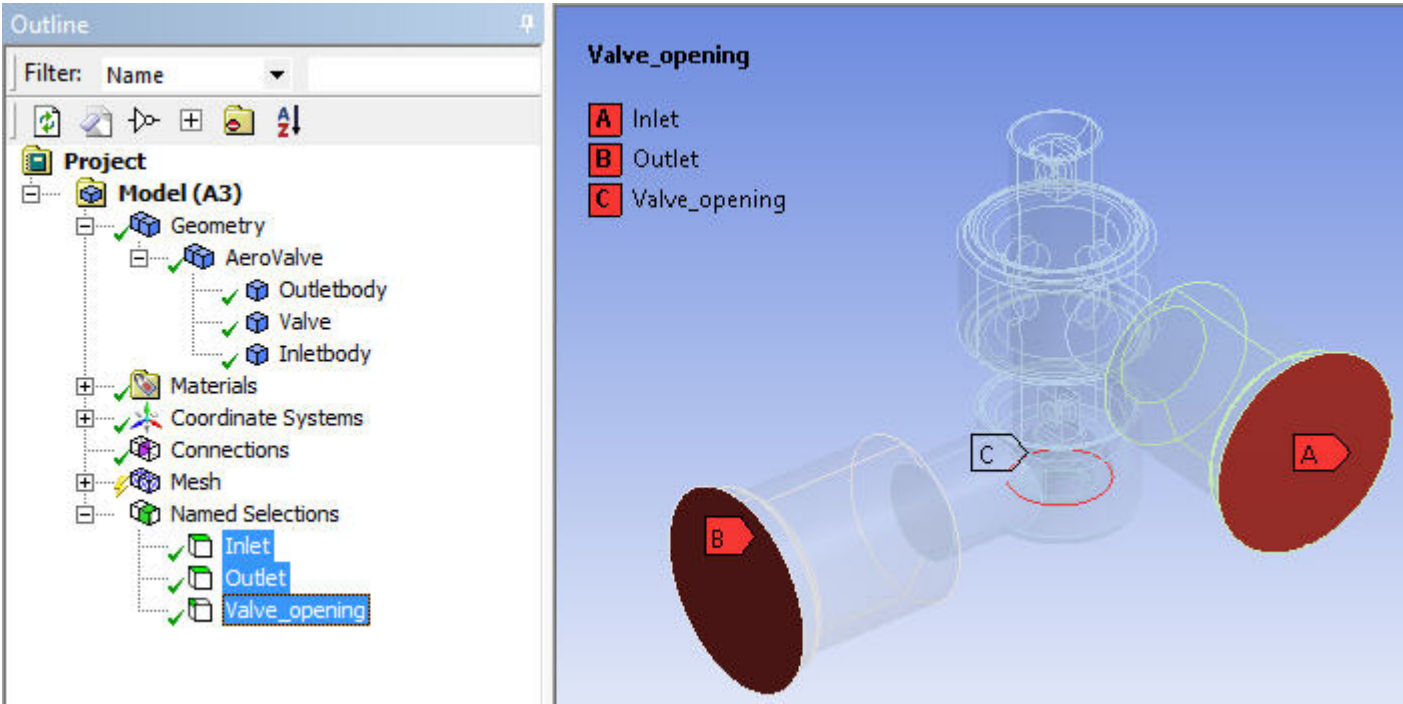 Outline
Filter: Name
A
Z
Project
Model (A3)
Geometry
AeroValve
Outletbody
Valve
Inletbody
Materials
Coordinate Systems
Connections
Mesh
Named Selections
Inlet
Outlet
Valve_opening
Valve_opening
A Inlet
B Outlet
C Valve_opening
C
A
B